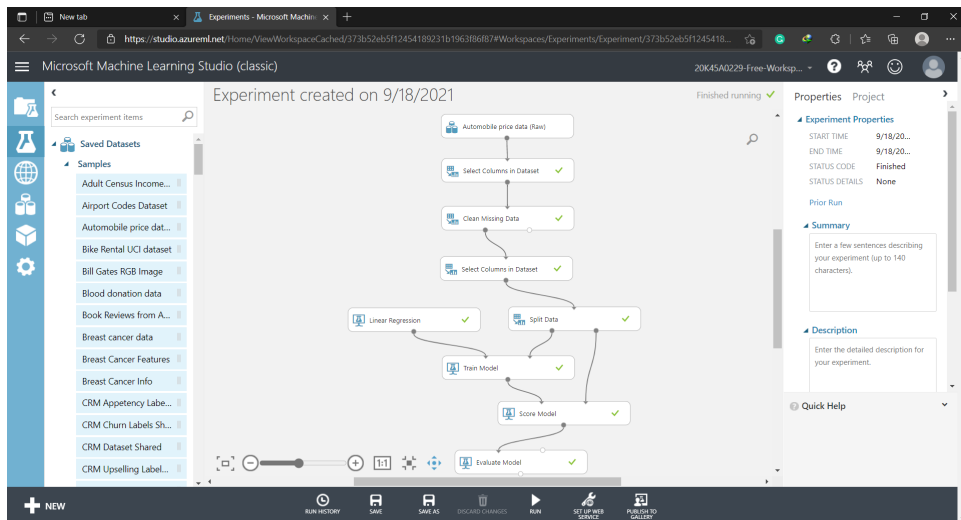 New tab
Experiments - Microsoft Machin
https://studio.azureml.net/Home/ViewWorkspaceCached/373b52eb5f12454189231b1963f86f87#Workspaces/Experiments/Experiment/373b52eb5f1245418...
Microsoft Machine Learning Studio (classic)
20K45A0229-Free-Worksp...
Search experiment items
Saved Datasets
Samples
Adult Census Income...
Airport Codes Dataset
Automobile price dat...
Bike Rental UCI dataset
Bill Gates RGB Image
Blood donation data
Book Reviews from A...
Breast cancer data
Breast Cancer Features
Breast Cancer Info
CRM Appetency Labe...
CRM Churn Labels Sh...
CRM Dataset Shared
CRM Upselling Label...
Experiment created on 9/18/2021
Finished running
Automobile price data (Raw)
Select Columns in Dataset
Clean Missing Data
Select Columns in Dataset
Linear Regression
Split Data
Train Model
Score Model
Evaluate Model
1:1
Properties Project
Experiment Properties
START TIME 9/18/20...
END TIME 9/18/20...
STATUS CODE Finished
STATUS DETAILS None
Prior Run
Summary
Enter a few sentences describing
your experiment (up to 140
characters).
Description
Enter the detailed description for
your experiment.
Quick Help
NEW
RUN HISTORY
SAVE
SAVE AS
DISCARD CHANGES
RUN
SET UP WEB
SERVICE
PUBLISH TO
GALLERY